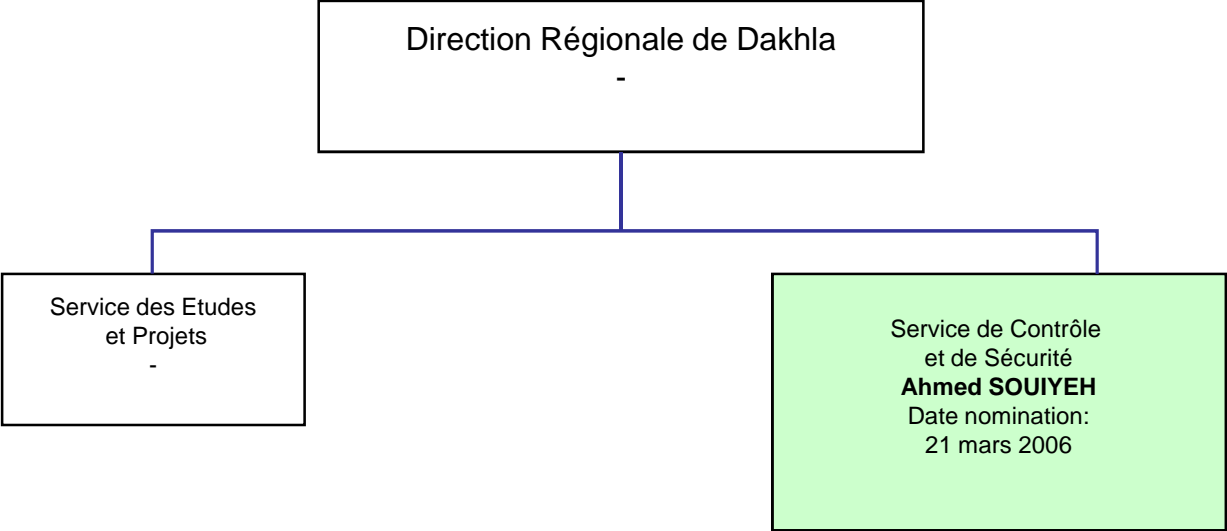 Direction Régionale de Dakhla
-
Service des Etudes
et Projets
-
Service de Contrôle
et de Sécurité
Ahmed SOUIYEH
Date nomination:
21 mars 2006